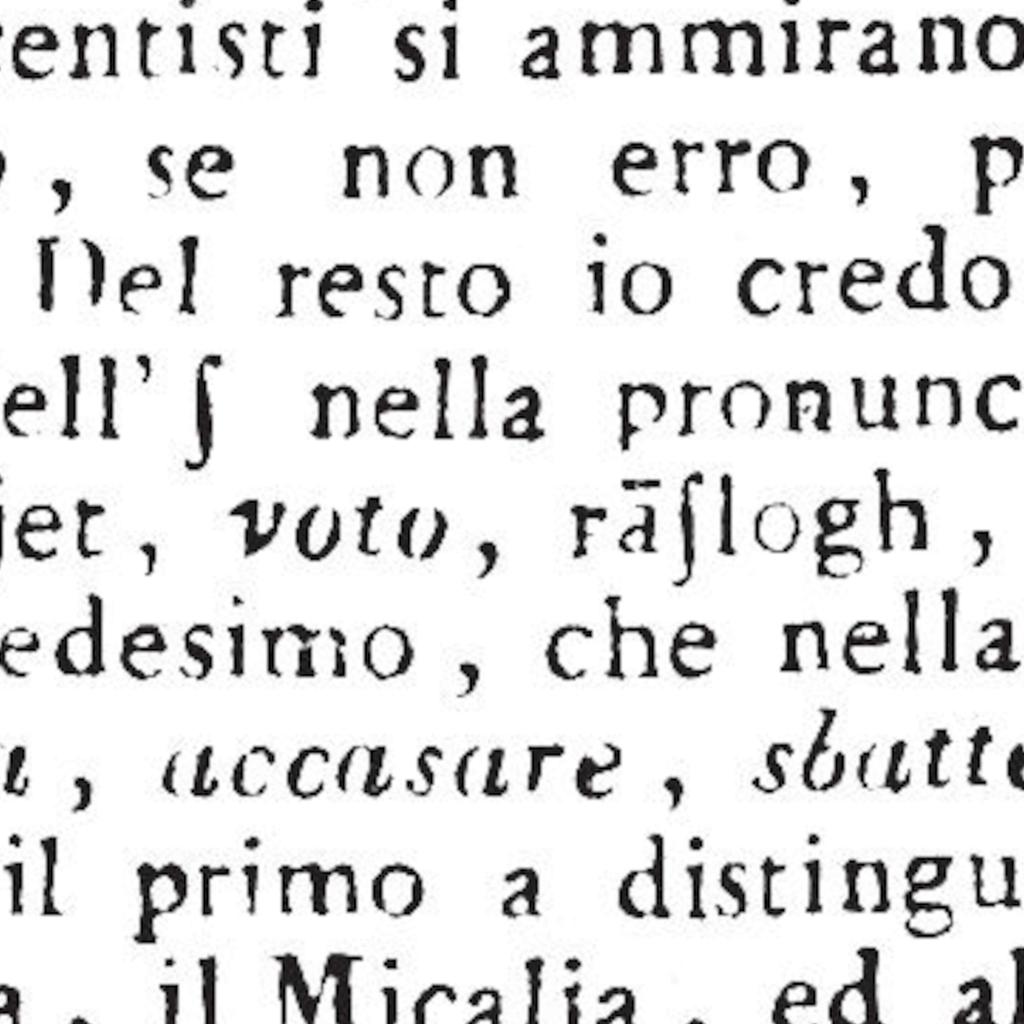 entisti si ammirano
, se non erro, p
Del resto io credo
ell' ʃ nella pronunc
jet, voto, rāʃlogh,
edesimo, che nella
a, accasare, sbatte
il primo a distingu
a, il Micalia, ed al